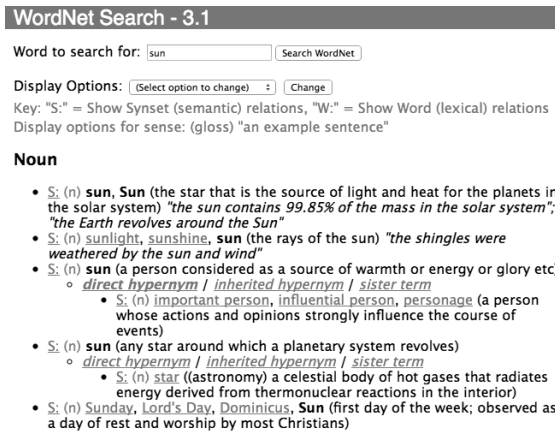 WordNet Search - 3.1
Word to search for: sun Search WordNet
Display Options: (Select option to change) Change
Key: "S:" = Show Synset (semantic) relations, "W:" = Show Word (lexical) relations
Display options for sense: (gloss) "an example sentence"
Noun
• S: (n) sun, Sun (the star that is the source of light and heat for the planets in
the solar system) "the sun contains 99.85% of the mass in the solar system";
"the Earth revolves around the Sun"
• S: (n) sunlight, sunshine, sun (the rays of the sun) "the shingles were
weathered by the sun and wind"
• S: (n) sun (a person considered as a source of warmth or energy or glory etc)
○ direct hypernym / inherited hypernym / sister term
• S: (n) important person, influential person, personage (a person
whose actions and opinions strongly influence the course of
events)
• S: (n) sun (any star around which a planetary system revolves)
○ direct hypernym / inherited hypernym / sister term
• S: (n) star ((astronomy) a celestial body of hot gases that radiates
energy derived from thermonuclear reactions in the interior)
• S: (n) Sunday, Lord's Day, Dominicus, Sun (first day of the week; observed as
a day of rest and worship by most Christians)